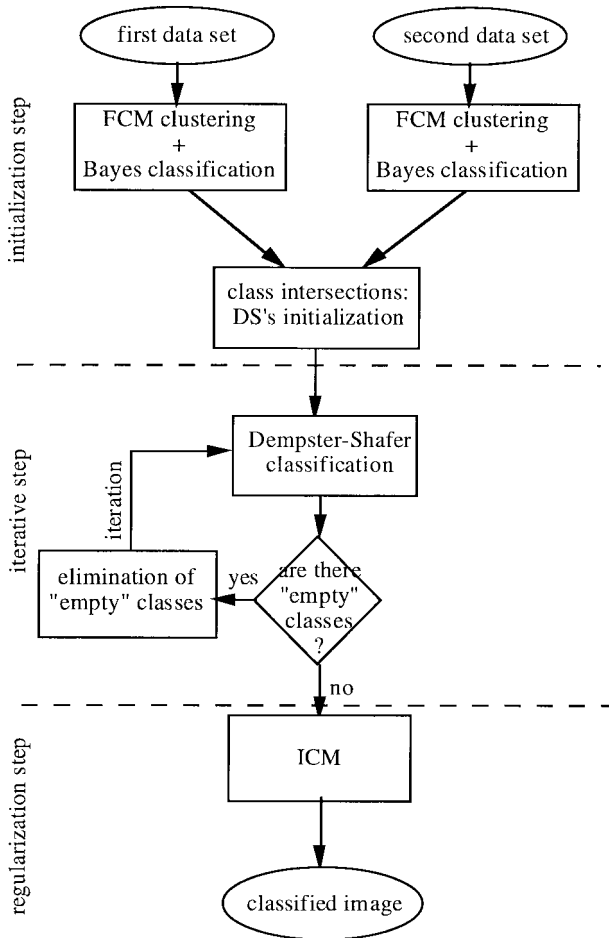 first data set
second data set
initialization step
FCM clustering
+
Bayes classification
FCM clustering
+
Bayes classification
class intersections:
DS's initialization
iterative step
Dempster-Shafer
classification
iteration
elimination of
"empty" classes
yes
are there
"empty"
classes
?
no
regularization step
ICM
classified image